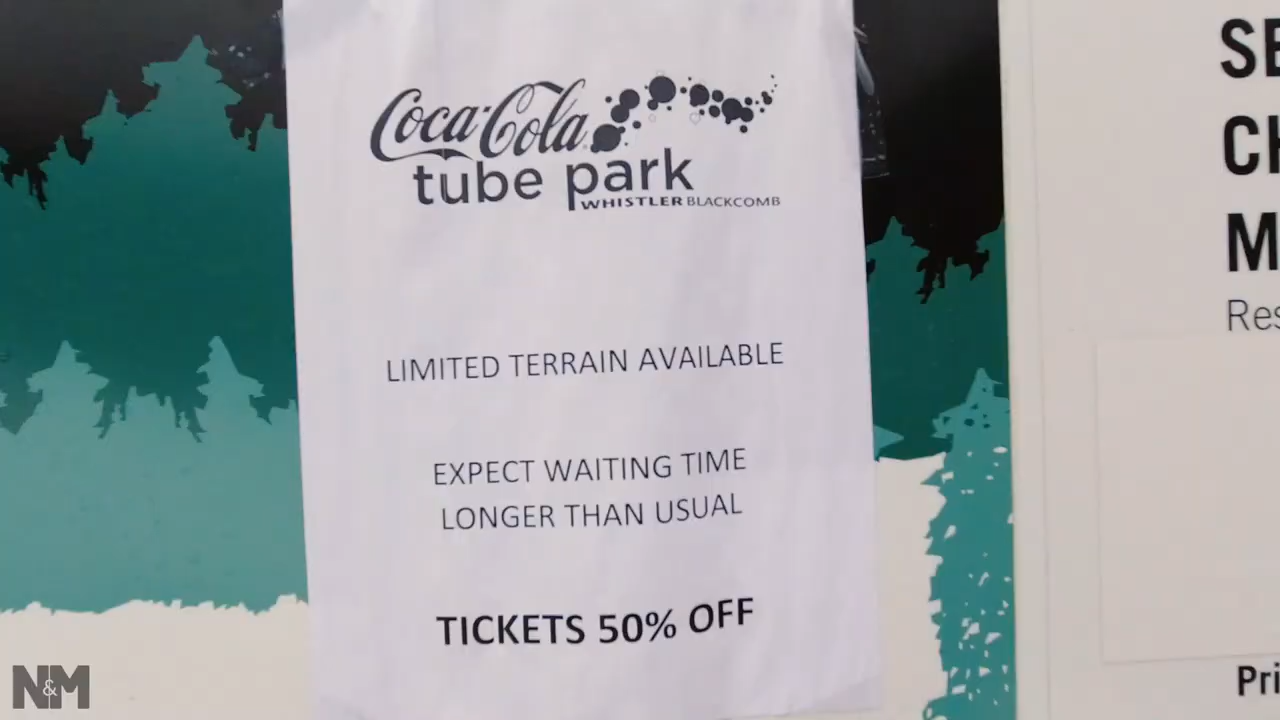 Coca-Cola
tube park
WHISTLER BLACKCOMB
LIMITED TERRAIN AVAILABLE
EXPECT WAITING TIME
LONGER THAN USUAL
TICKETS 50% OFF
N&M